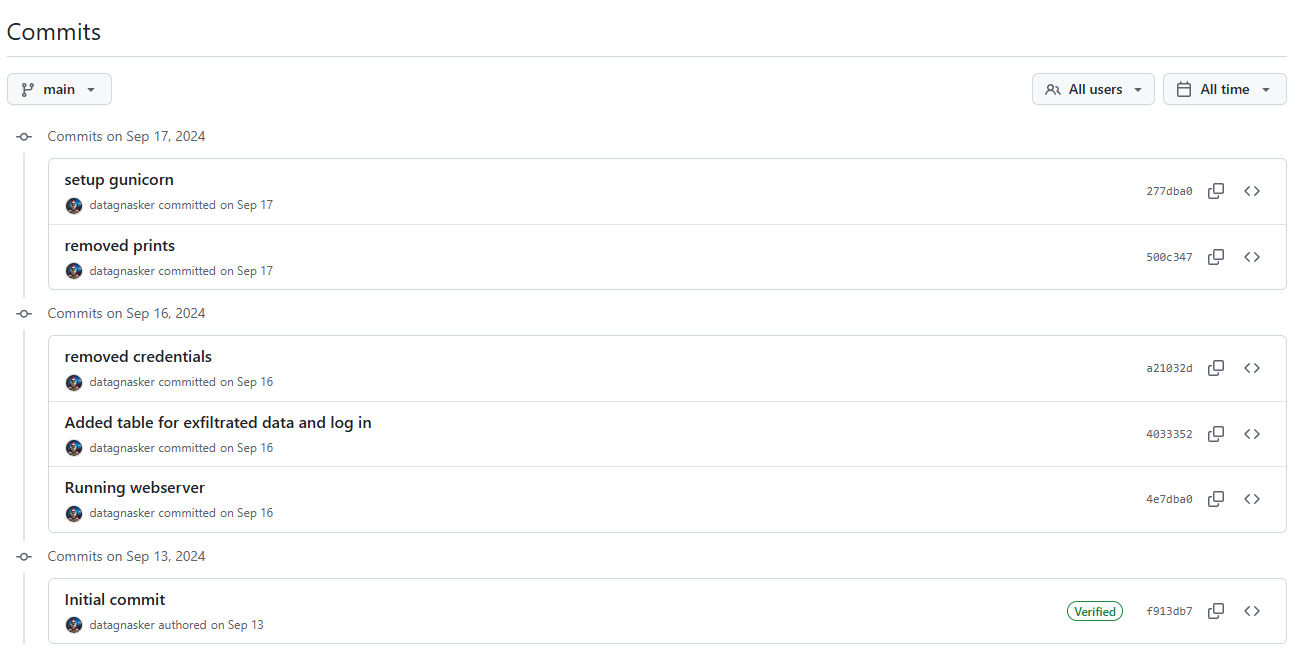 Commits
main
All users
All time
Commits on Sep 17, 2024
setup gunicorn
datagnasker committed on Sep 17
277dba0
removed prints
datagnasker committed on Sep 17
500c347
Commits on Sep 16, 2024
removed credentials
datagnasker committed on Sep 16
a21032d
Added table for exfiltrated data and log in
datagnasker committed on Sep 16
4033352
Running webserver
datagnasker committed on Sep 16
4e7dba0
Commits on Sep 13, 2024
Initial commit
datagnasker authored on Sep 13
Verified
f913db7